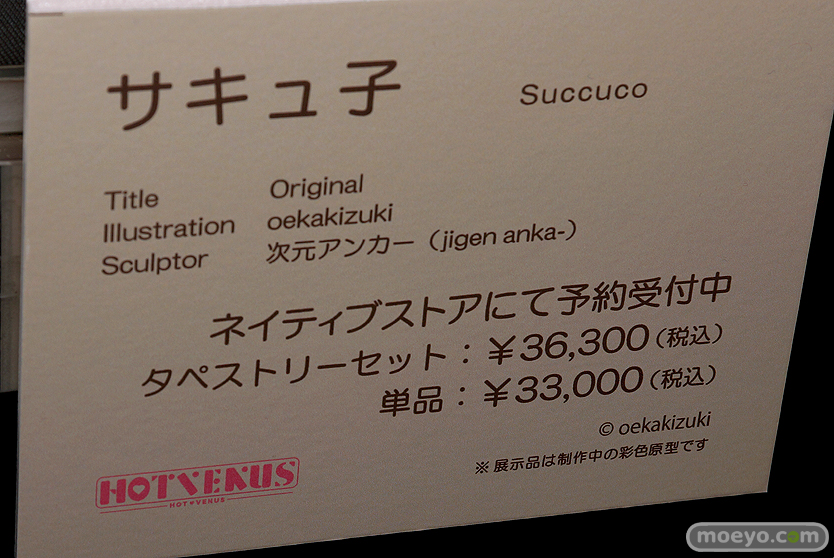 サキュ子 Succuco
Title Original
Illustration oekakizuki
Sculptor 次元アンカー（jigen anka-）
ネイティブストアにて予約受付中
タペストリーセット：￥36,300（税込）
単品：￥33,000（税込）
© oekakizuki
※展示品は制作中の彩色原型です
HOTVENUS
HOT♥VENUS
moeyo.com